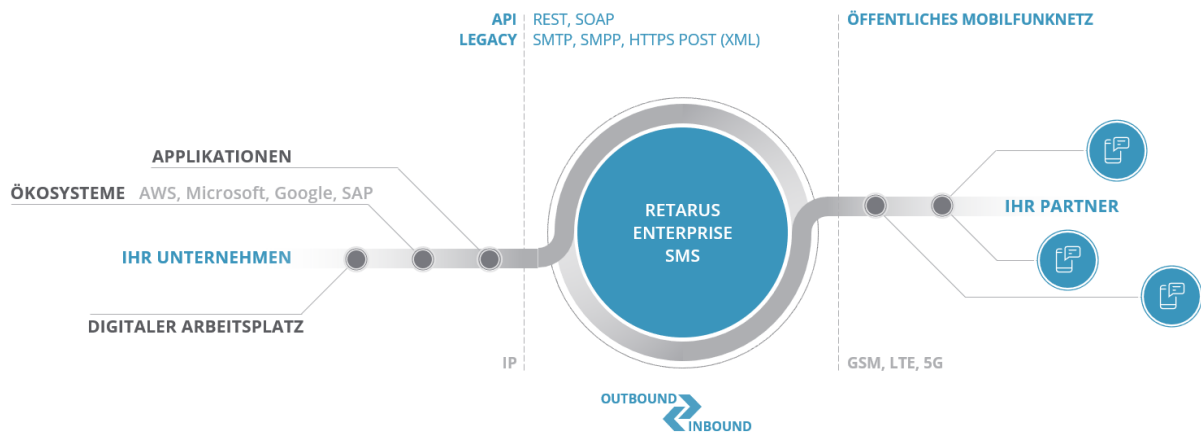 API REST, SOAP
LEGACY SMTP, SMPP, HTTPS POST (XML)
ÖFFENTLICHES MOBILFUNKNETZ
APPLIKATIONEN
ÖKOSYSTEME AWS, Microsoft, Google, SAP
IHR UNTERNEHMEN
DIGITALER ARBEITSPLATZ
RETARUS
ENTERPRISE
SMS
IHR PARTNER
IP
GSM, LTE, 5G
OUTBOUND
INBOUND